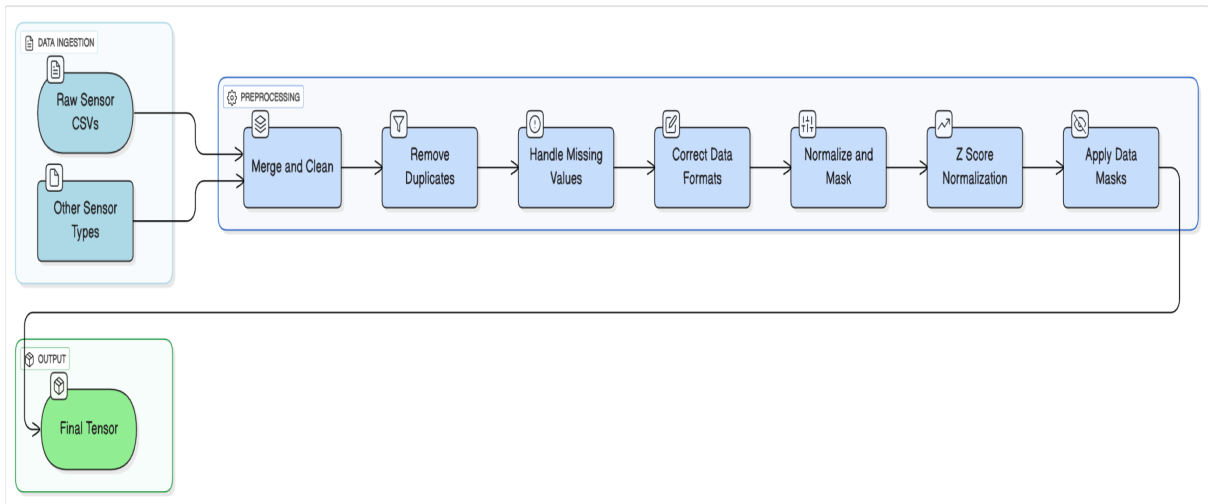 DATA INGESTION
Raw Sensor
CSVs
Other Sensor
Types
PREPROCESSING
Merge and Clean
Remove
Duplicates
Handle Missing
Values
Correct Data
Formats
Normalize and
Mask
Z Score
Normalization
Apply Data
Masks
OUTPUT
Final Tensor